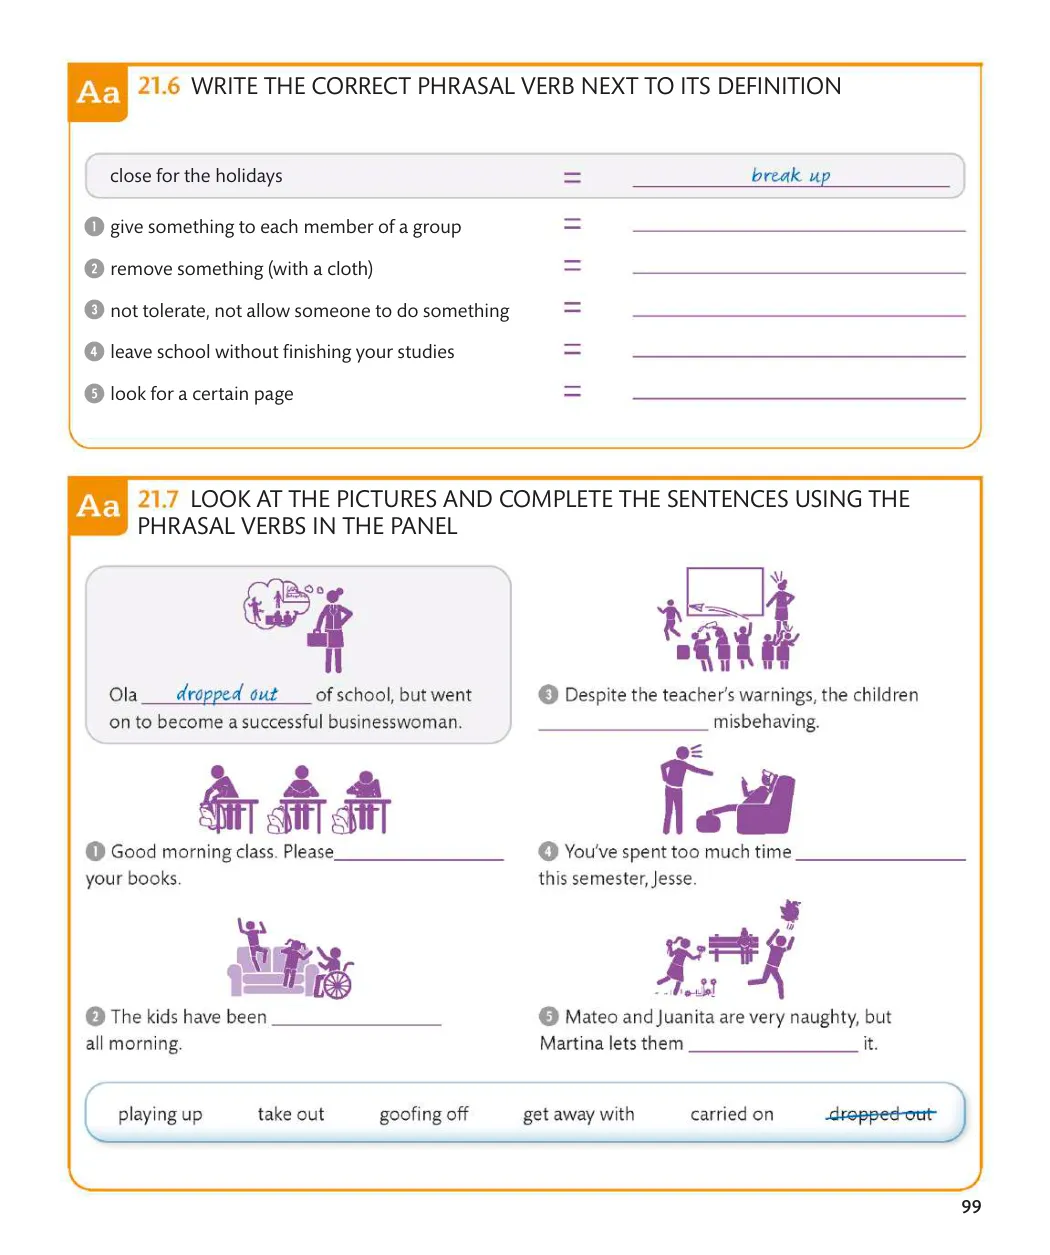 Aa 21.6 WRITE THE CORRECT PHRASAL VERB NEXT TO ITS DEFINITION
close for the holidays = break up
1 give something to each member of a group =
2 remove something (with a cloth) =
3 not tolerate, not allow someone to do something =
4 leave school without finishing your studies =
5 look for a certain page =
Aa 21.7 LOOK AT THE PICTURES AND COMPLETE THE SENTENCES USING THE
PHRASAL VERBS IN THE PANEL
Ola dropped out of school, but went
on to become a successful businesswoman.
1 Good morning class. Please
your books.
2 The kids have been
all morning.
3 Despite the teacher's warnings, the children
misbehaving.
4 You've spent too much time
this semester, Jesse.
5 Mateo and Juanita are very naughty, but
Martina lets them it.
playing up take out goofing off get away with carried on dropped out
99